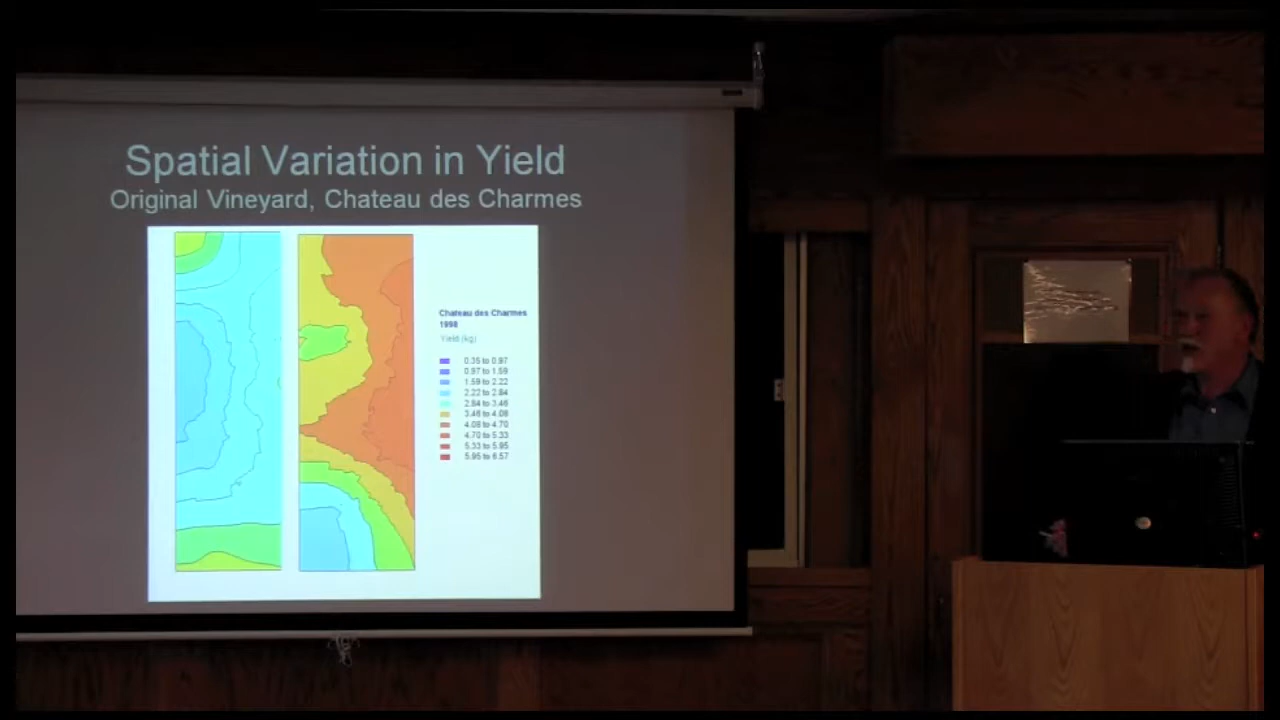 Spatial Variation in Yield
Original Vineyard, Chateau des Charmes
Chateau des Charmes
1998
Yield (kg)
0.35 to 0.97
0.97 to 1.59
1.59 to 2.22
2.22 to 2.84
2.84 to 3.46
3.46 to 4.08
4.08 to 4.70
4.70 to 5.33
5.33 to 5.95
5.95 to 6.57